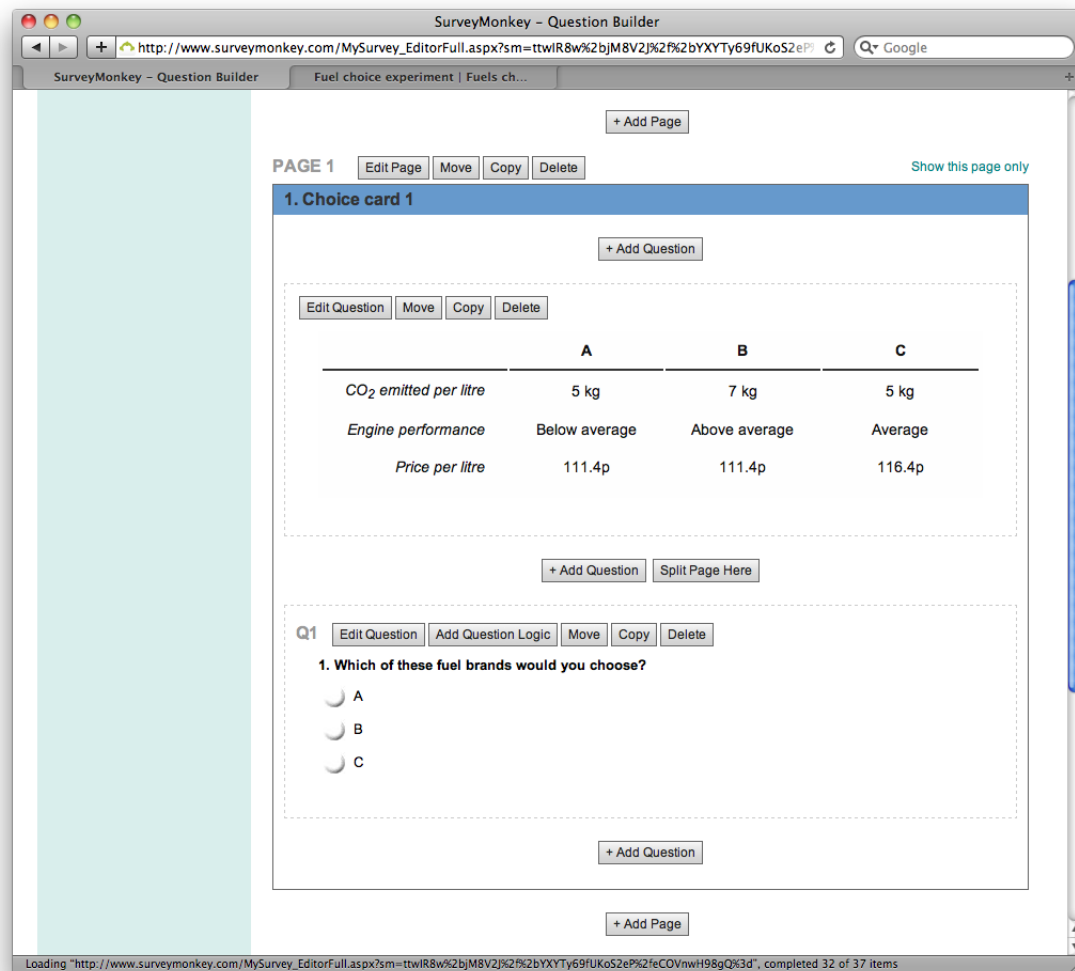 SurveyMonkey – Question Builder
http://www.surveymonkey.com/MySurvey_EditorFull.aspx?sm=ttwIR8w%2bjM8V2J%2f%2bYXYTy69fUKoS2eP Google
SurveyMonkey – Question Builder Fuel choice experiment | Fuels ch...
+ Add Page
PAGE 1 Edit Page Move Copy Delete Show this page only
1. Choice card 1
+ Add Question
Edit Question Move Copy Delete
A B C
CO2 emitted per litre 5 kg 7 kg 5 kg
Engine performance Below average Above average Average
Price per litre 111.4p 111.4p 116.4p
+ Add Question Split Page Here
Q1 Edit Question Add Question Logic Move Copy Delete
1. Which of these fuel brands would you choose?
A
B
C
+ Add Question
+ Add Page
Loading "http://www.surveymonkey.com/MySurvey_EditorFull.aspx?sm=ttwIR8w%2bjM8V2J%2f%2bYXYTy69fUKoS2eP%2feCOVnwH98gQ%3d", completed 32 of 37 items